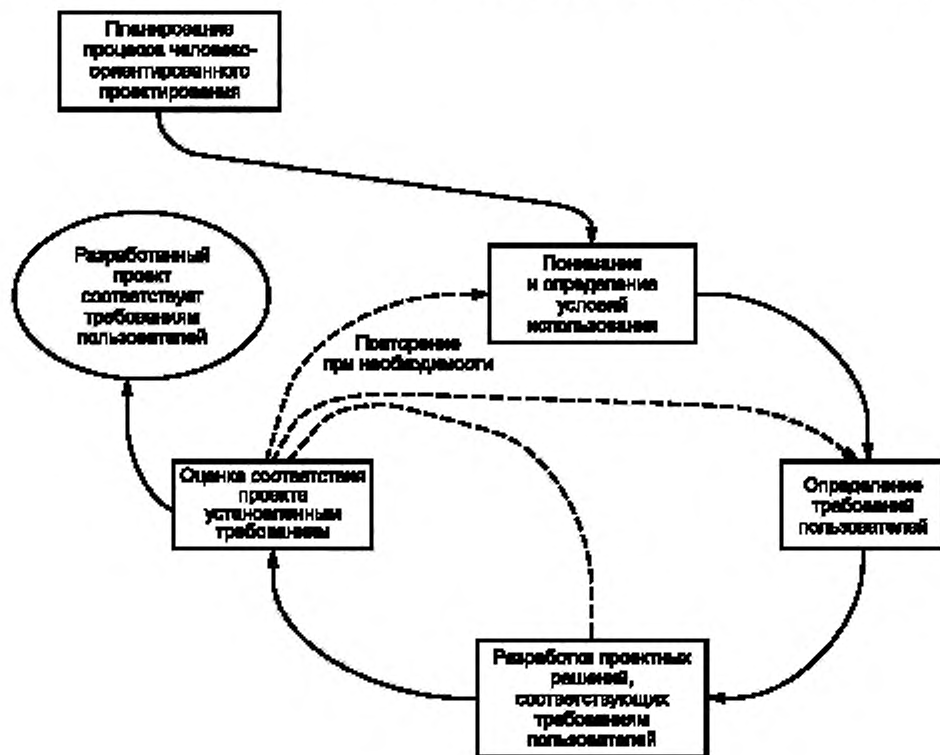 Планирование
процесса человеко-
ориентированного
проектирования
Разработанный
проект
соответствует
требованиям
пользователей
Понимание
и определение
условий
использования
Повторение
при необходимости
Оценка соответствия
проекта
установленным
требованиям
Определение
требований
пользователей
Разработка проектных
решений,
соответствующих
требованиям
пользователей